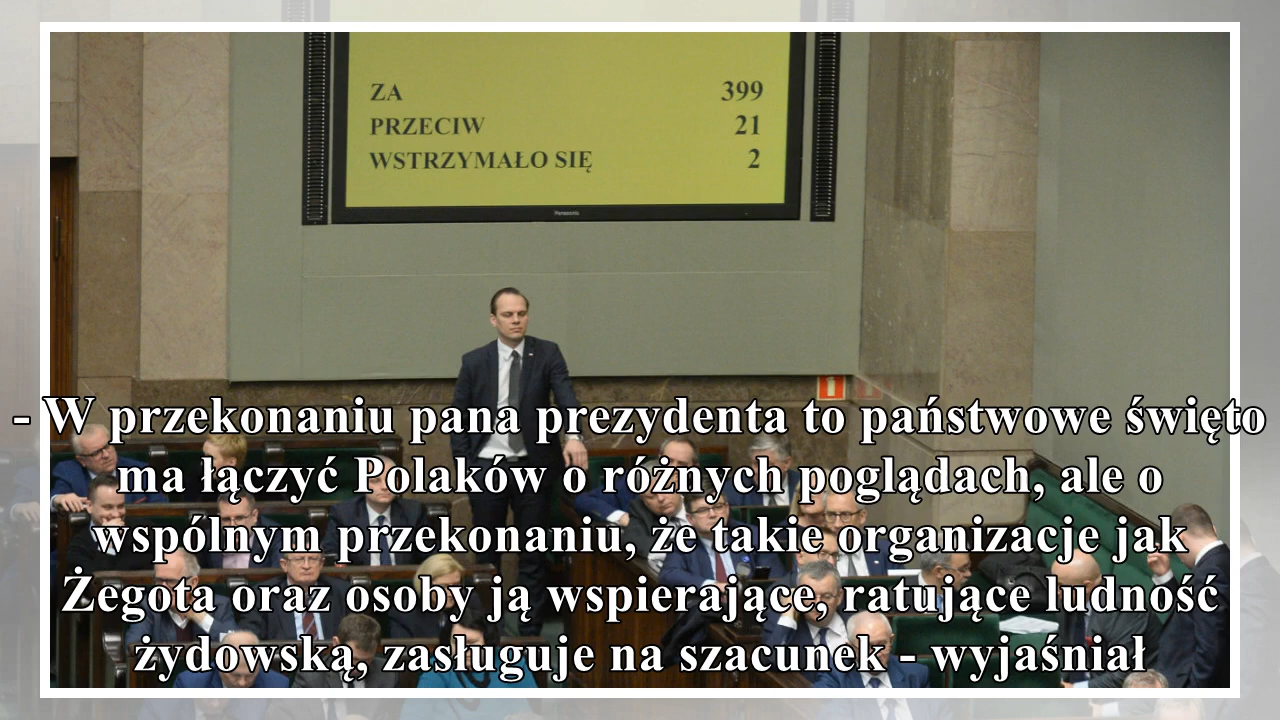 ZA 399
PRZECIW 21
WSTRZYMAŁO SIĘ 2
Panasonic
- W przekonaniu pana prezydenta to państwowe święto
ma łączyć Polaków o różnych poglądach, ale o
wspólnym przekonaniu, że takie organizacje jak
Żegota oraz osoby ją wspierające, ratujące ludność
żydowską, zasługuje na szacunek - wyjaśniał